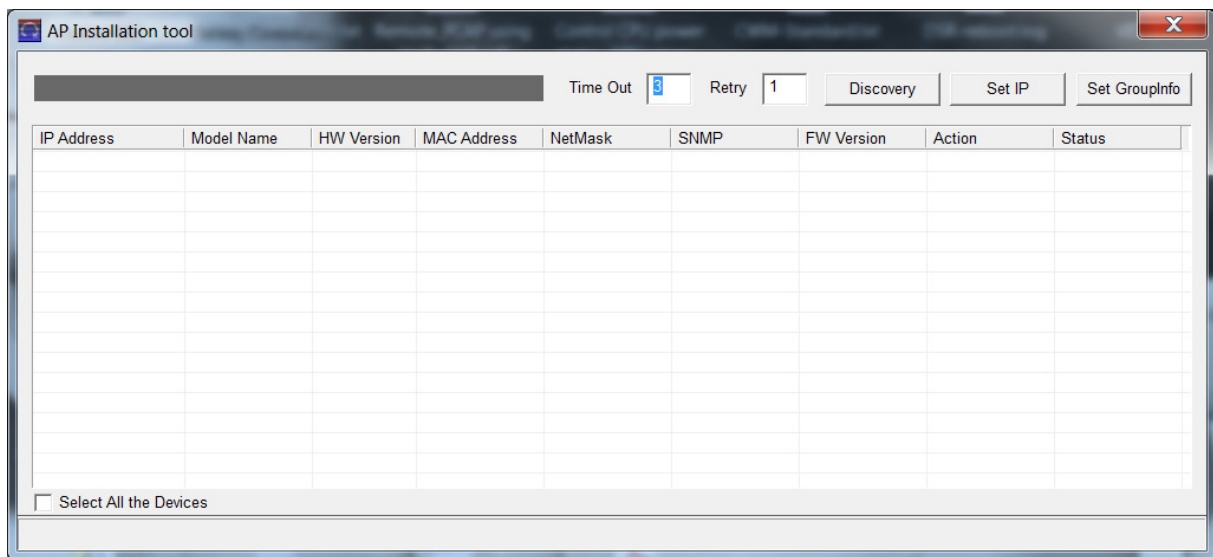 AP Installation tool
Time Out 3 Retry 1 Discovery Set IP Set GroupInfo
IP Address Model Name HW Version MAC Address NetMask SNMP FW Version Action Status
Select All the Devices